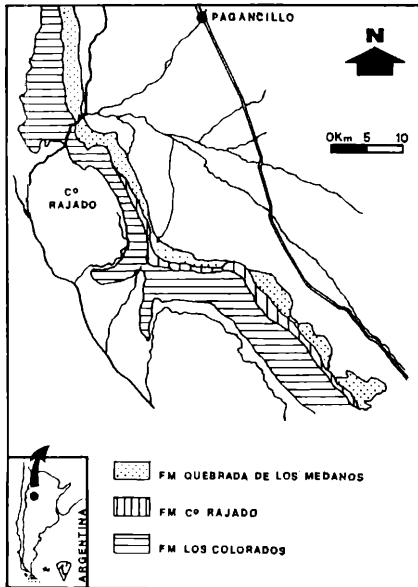 PAGANCILLO
N
0Km 5 10
Cº
RAJADO
FM QUEBRADA DE LOS MEDANOS
FM Cº RAJADO
FM LOS COLORADOS
ARGENTINA